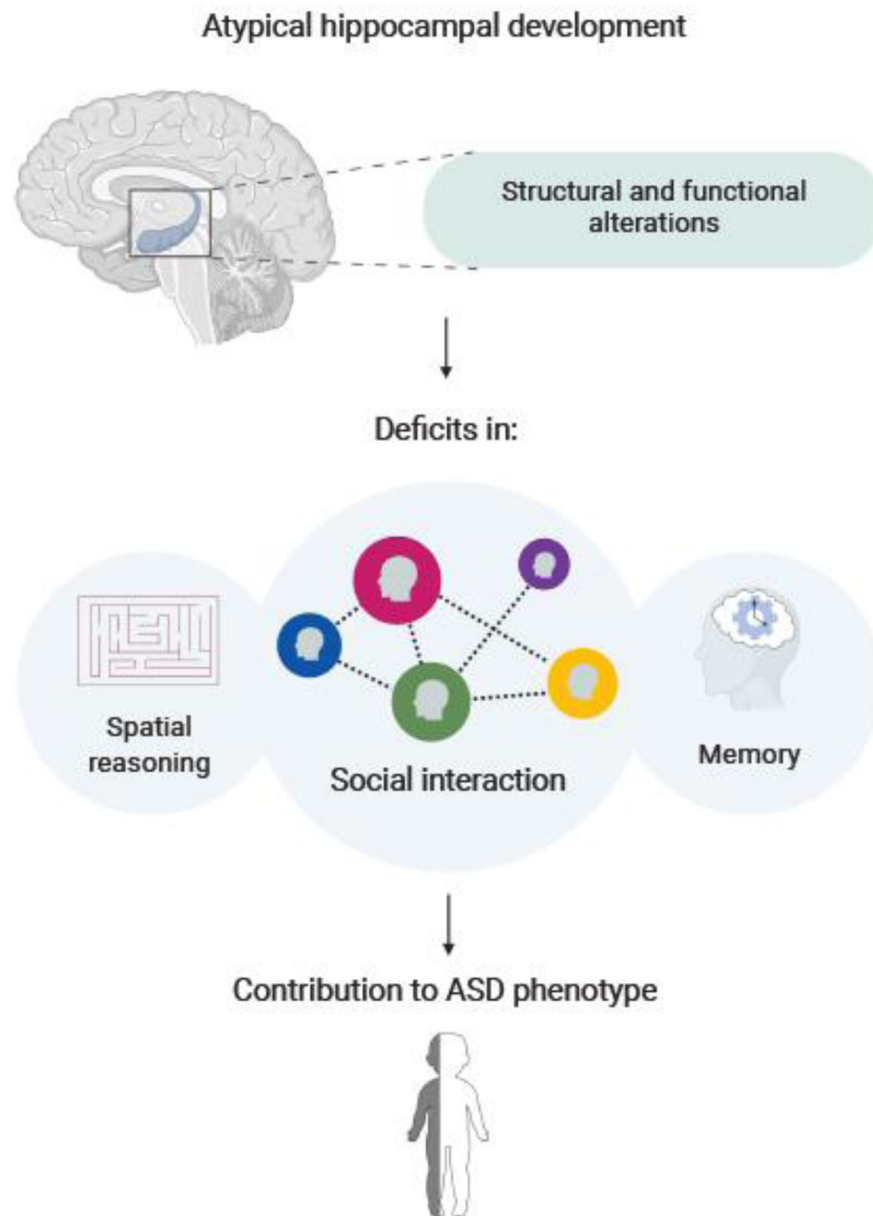 Atypical hippocampal development
Structural and functional
alterations
Deficits in:
Spatial
reasoning
Social interaction
Memory
Contribution to ASD phenotype